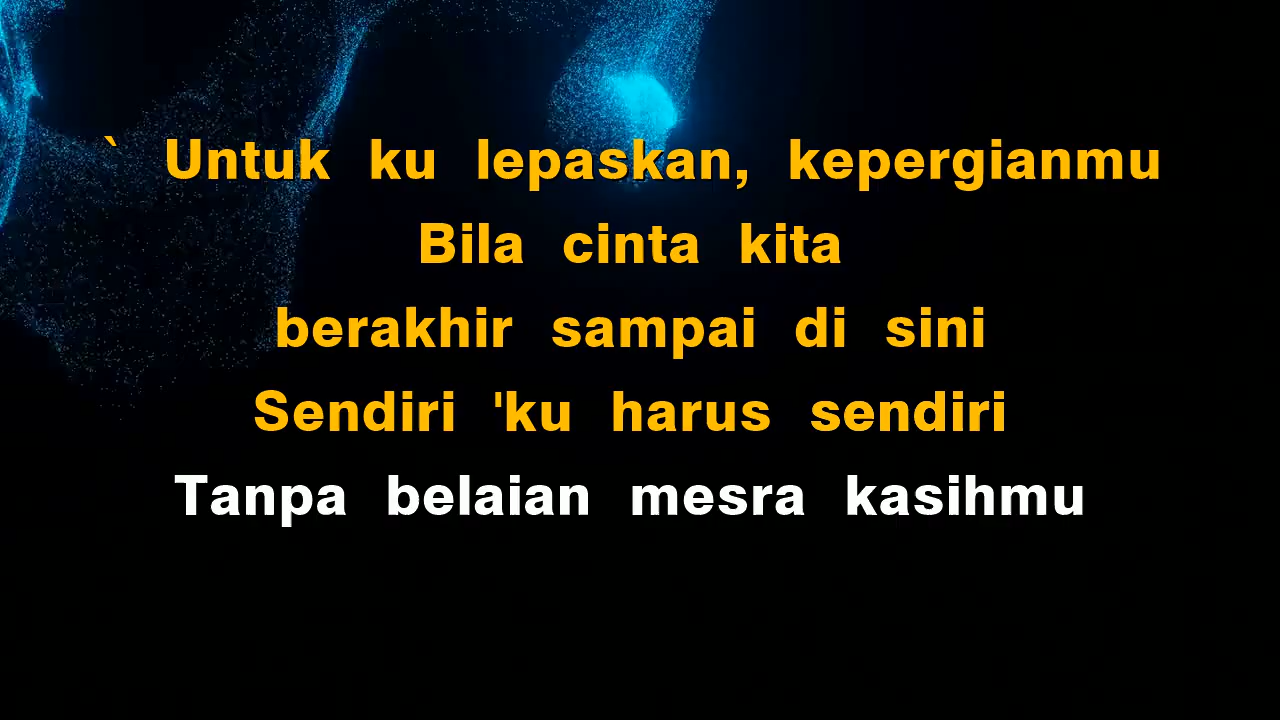 ` Untuk ku lepaskan, kepergianmu
Bila cinta kita
berakhir sampai di sini
Sendiri 'ku harus sendiri
Tanpa belaian mesra kasihmu